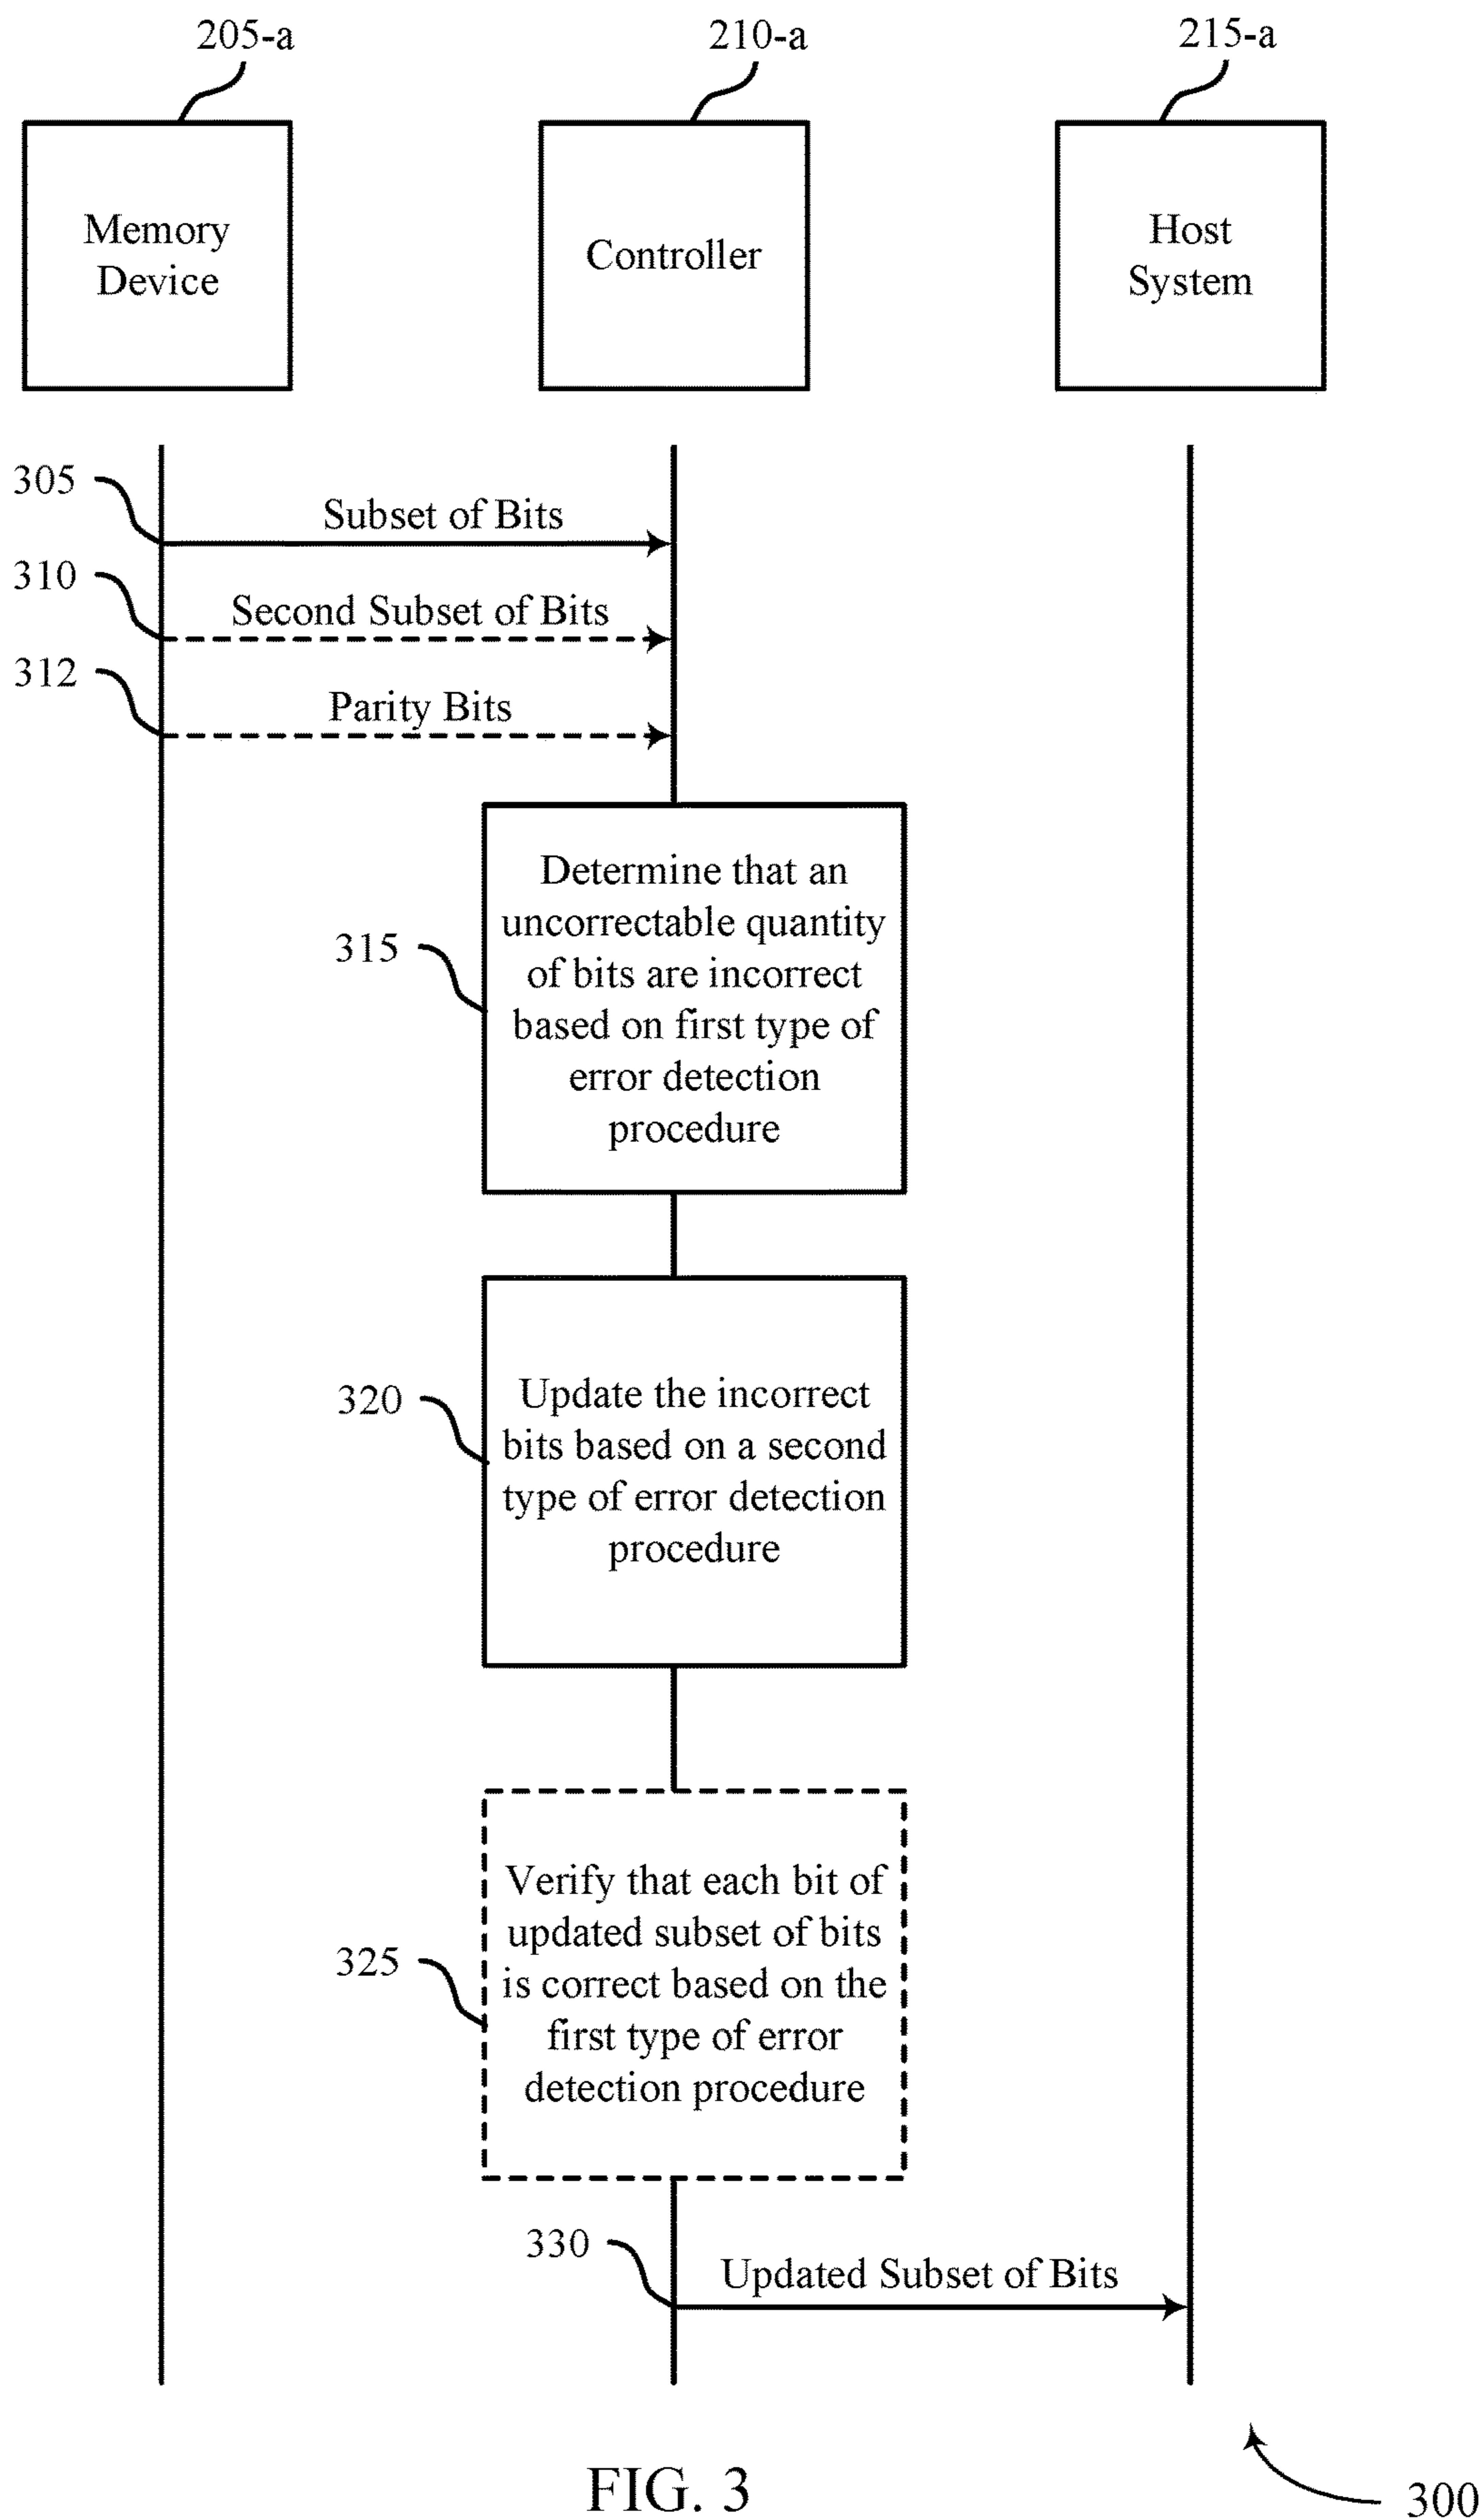 205-a
210-a
215-a
Memory
Device
Controller
Host
System
305
Subset of Bits
310
Second Subset of Bits
312
Parity Bits
315
Determine that an
uncorrectable quantity
of bits are incorrect
based on first type of
error detection
procedure
320
Update the incorrect
bits based on a second
type of error detection
procedure
325
Verify that each bit of
updated subset of bits
is correct based on the
first type of error
detection procedure
330
Updated Subset of Bits
FIG. 3
300